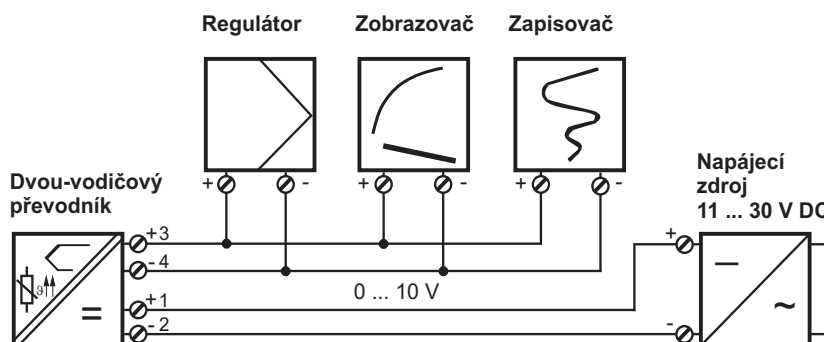 Regulátor Zobrazovač Zapisovač
+ - + - + -
Dvou-vodičový
převodník
Napájecí
zdroj
11 ... 30 V DC
+3
-4
+1
-2
0 ... 10 V
+
-
ϑ
=
~